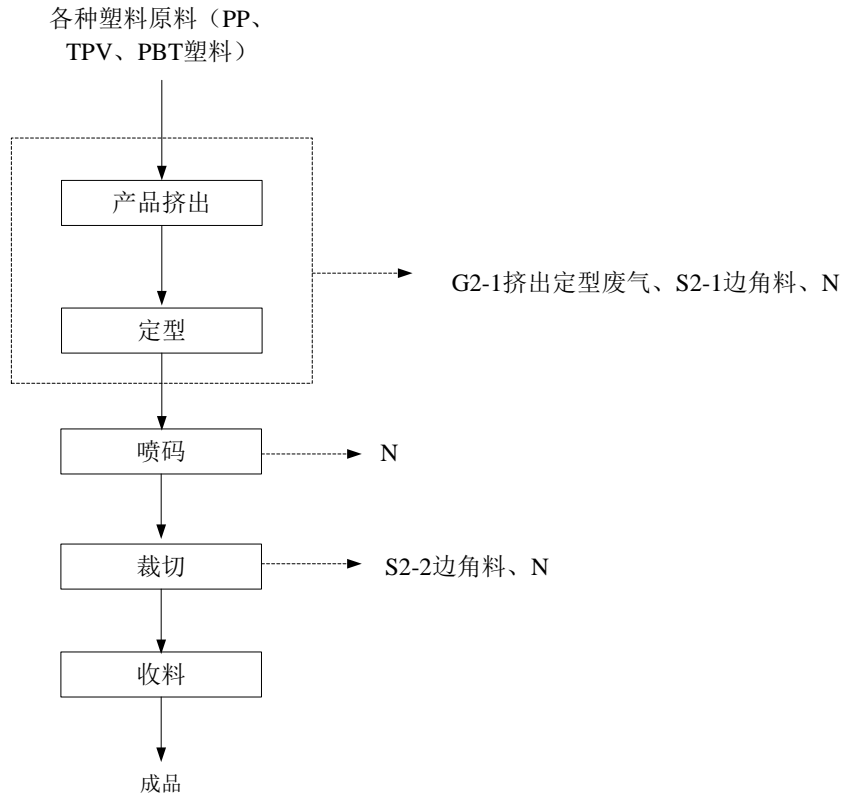 各种塑料原料（PP、
TPV、PBT塑料）
产品挤出
G2-1挤出定型废气、S2-1边角料、N
定型
喷码
N
裁切
S2-2边角料、N
收料
成品